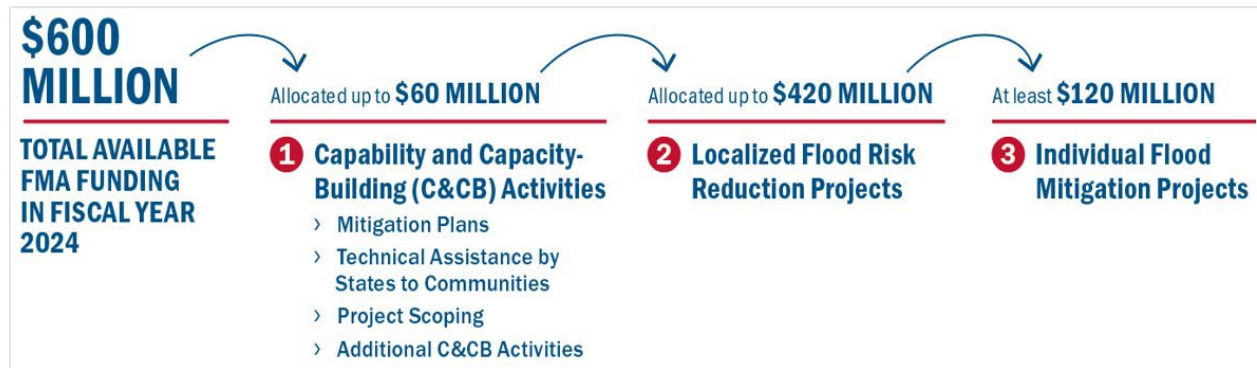 $600
MILLION
TOTAL AVAILABLE
FMA FUNDING
IN FISCAL YEAR
2024
Allocated up to $60 MILLION
1 Capability and Capacity-
Building (C&CB) Activities
› Mitigation Plans
› Technical Assistance by
States to Communities
› Project Scoping
› Additional C&CB Activities
Allocated up to $420 MILLION
2 Localized Flood Risk
Reduction Projects
At least $120 MILLION
3 Individual Flood
Mitigation Projects